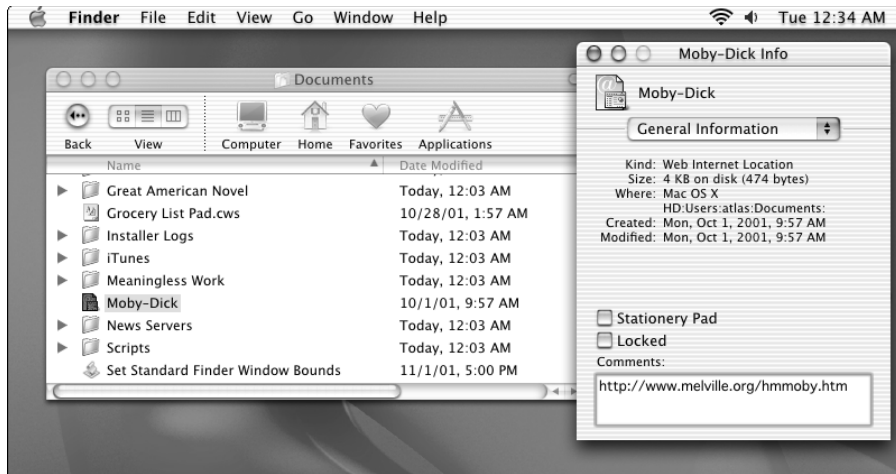 Finder File Edit View Go Window Help Tue 12:34 AM
Documents
Back View Computer Home Favorites Applications
Name Date Modified
Great American Novel Today, 12:03 AM
Grocery List Pad.cws 10/28/01, 1:57 AM
Installer Logs Today, 12:03 AM
iTunes Today, 12:03 AM
Meaningless Work Today, 12:03 AM
Moby-Dick 10/1/01, 9:57 AM
News Servers Today, 12:03 AM
Scripts Today, 12:03 AM
Set Standard Finder Window Bounds 11/1/01, 5:00 PM
Moby-Dick Info
Moby-Dick
General Information
Kind: Web Internet Location
Size: 4 KB on disk (474 bytes)
Where: Mac OS X
HD:Users:atlas:Documents:
Created: Mon, Oct 1, 2001, 9:57 AM
Modified: Mon, Oct 1, 2001, 9:57 AM
Stationery Pad
Locked
Comments:
http://www.melville.org/hmmoby.htm